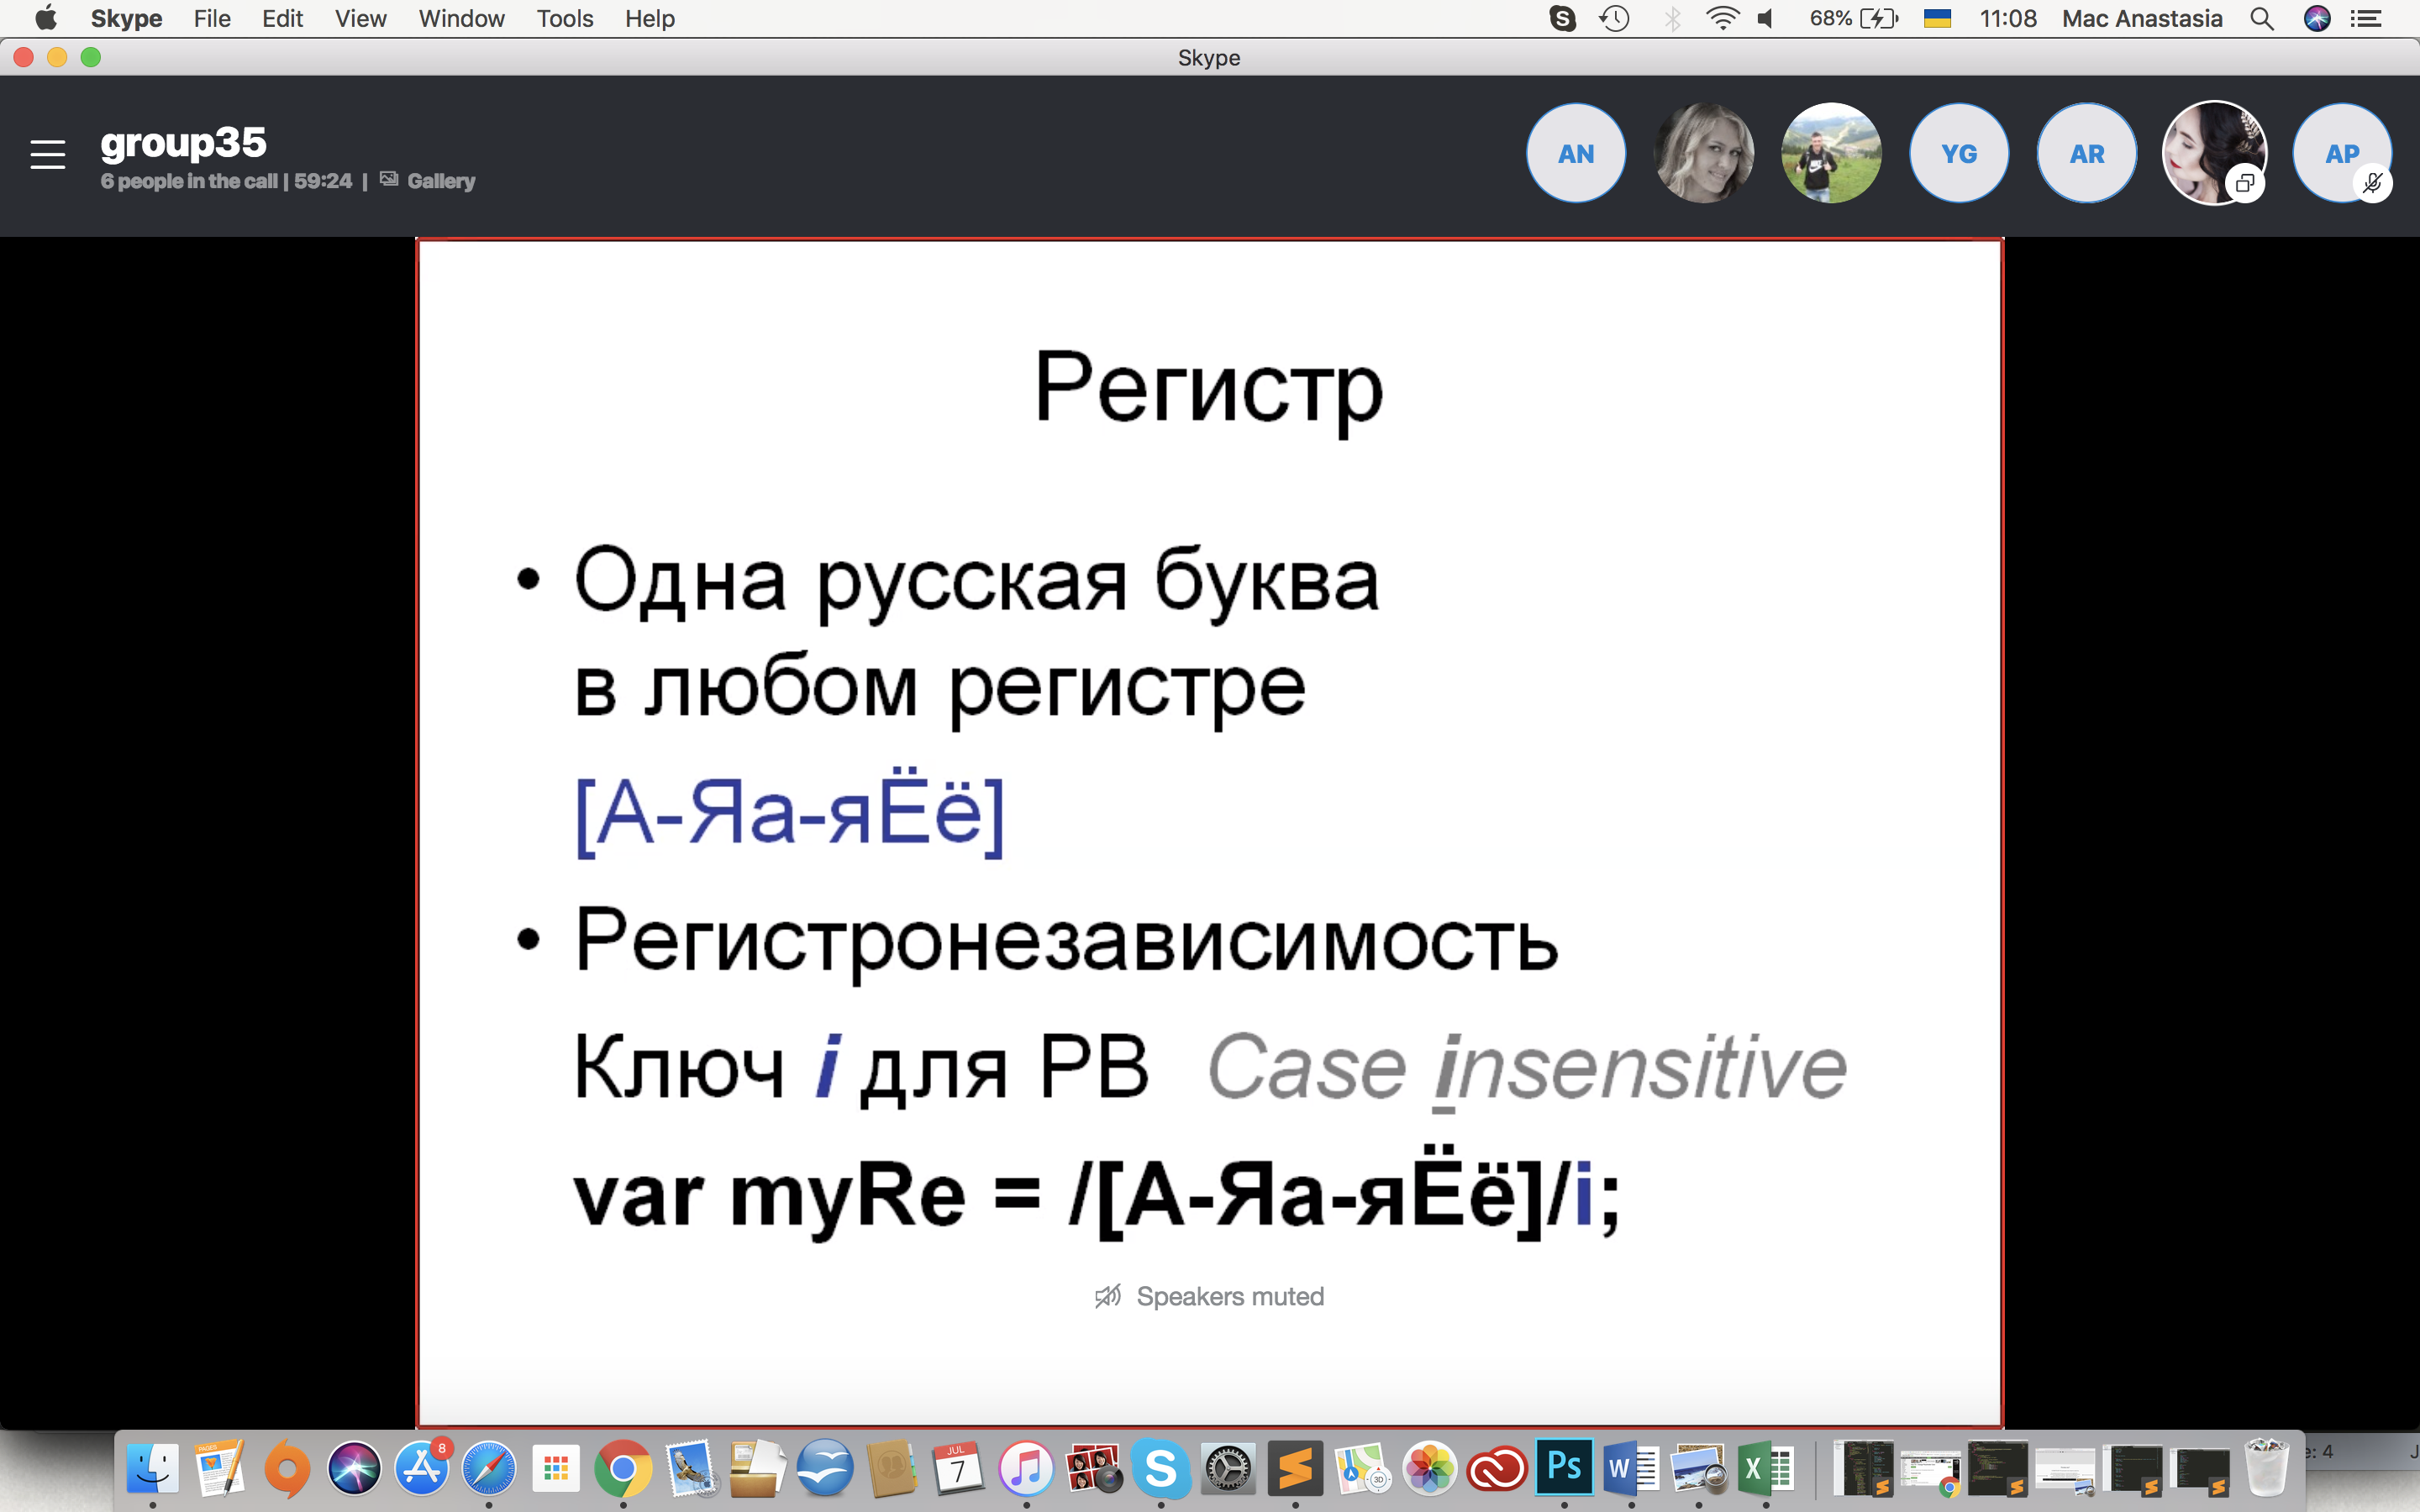 Skype File Edit View Window Tools Help 68% 11:08 Mac Anastasia
Skype
group35
6 people in the call | 59:24 | Gallery
AN YG AR AP
Регистр
• Одна русская буква
в любом регистре
[А-Яа-яЁё]
• Регистронезависимость
Ключ i для РВ Case insensitive
var myRe = /[А-Яа-яЁё]/i;
Speakers muted
PAGES
8
JUL
7
3D
S
Ps
W
X
: 4